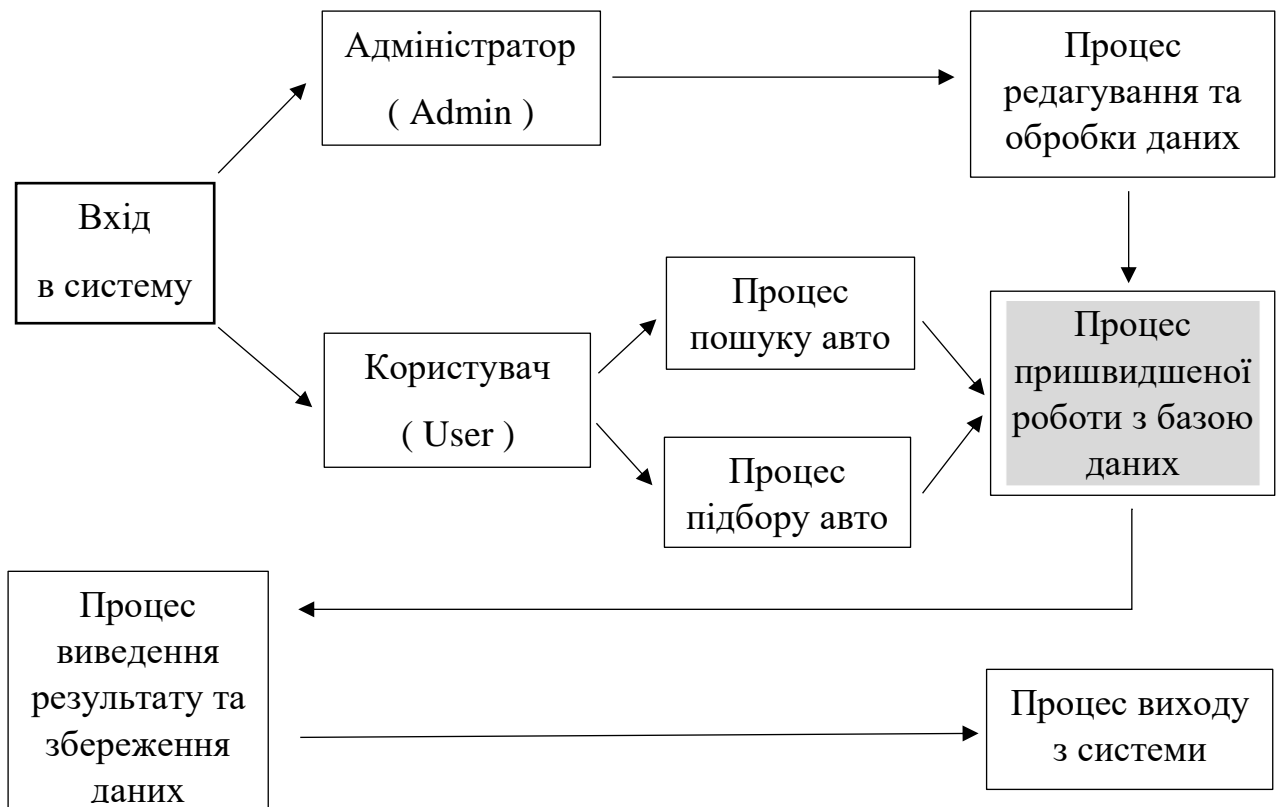 Адміністратор
( Admin )
Процес
редагування та
обробки даних
Вхід
в систему
Процес
пошуку авто
Користувач
( User )
Процес
підбору авто
Процес
пришвидшеної
роботи з базою
даних
Процес
виведення
результату та
збереження
даних
Процес виходу
з системи